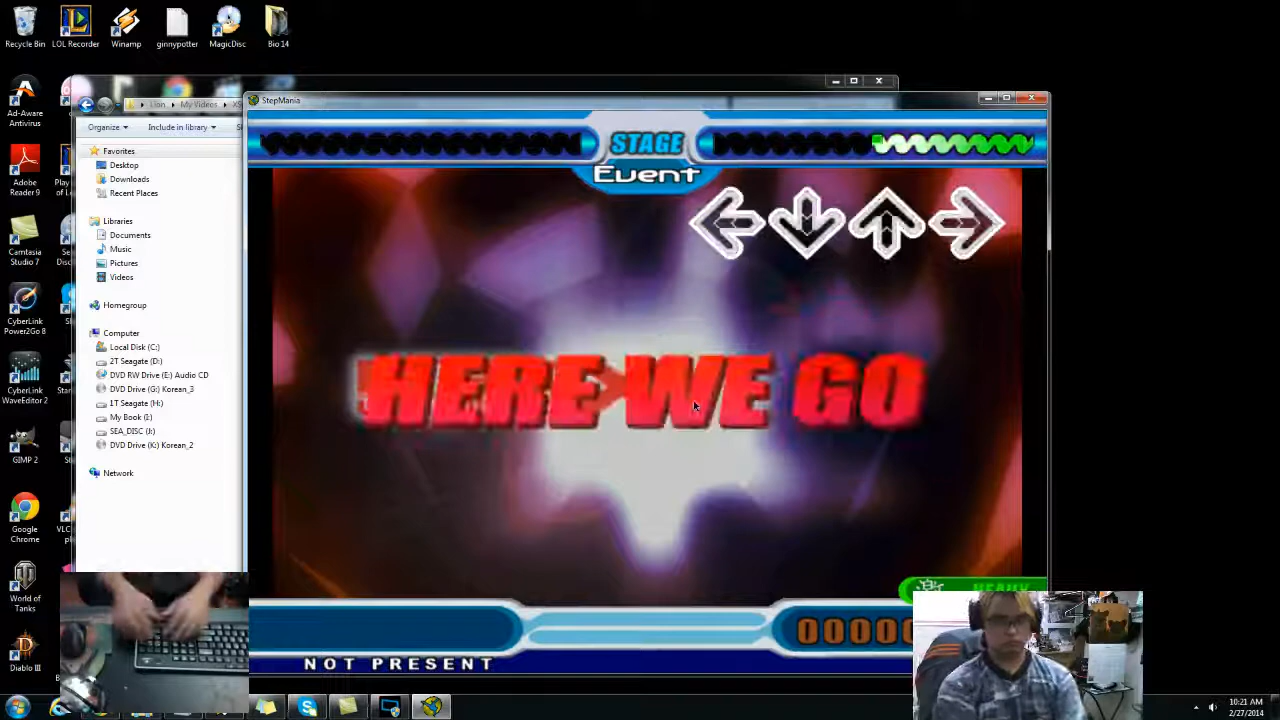 Recycle Bin
LOL Recorder
Winamp
ginnypotter
MagicDisc
Bio 14
Ad-Aware
Antivirus
Adobe
Reader 9
Camtasia
Studio 7
CyberLink
Power2Go 8
CyberLink
WaveEditor 2
GIMP 2
Google
Chrome
World of
Tanks
Diablo III
Lion
My Videos
Organize
Include in library
Favorites
Desktop
Downloads
Recent Places
Libraries
Documents
Music
Pictures
Videos
Homegroup
Computer
Local Disk (C:)
2T Seagate (D:)
DVD RW Drive (E:) Audio CD
DVD Drive (G:) Korean_3
1T Seagate (H:)
My Book (I:)
SEA_DISC (J:)
DVD Drive (K:) Korean_2
Network
StepMania
STAGE
Event
HERE WE GO
HEAVY
NOT PRESENT
10:21 AM
2/27/2014